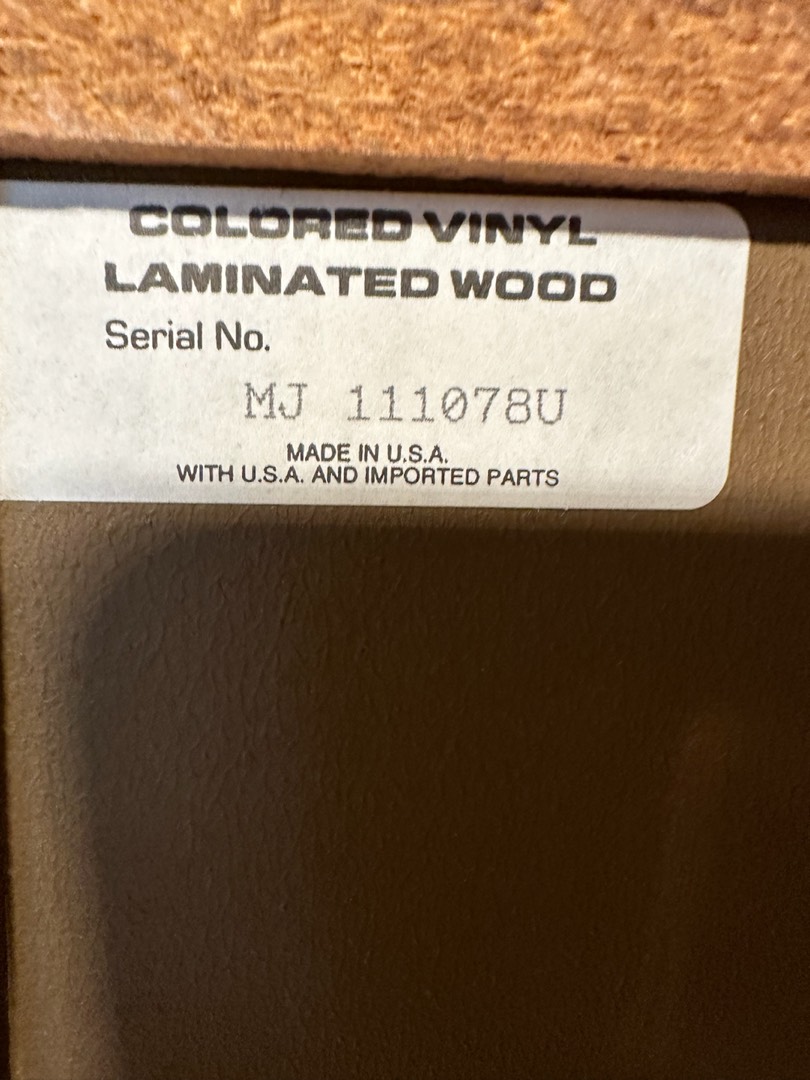 COLORED VINYL
LAMINATED WOOD
Serial No.
MJ 111078U
MADE IN U.S.A.
WITH U.S.A. AND IMPORTED PARTS